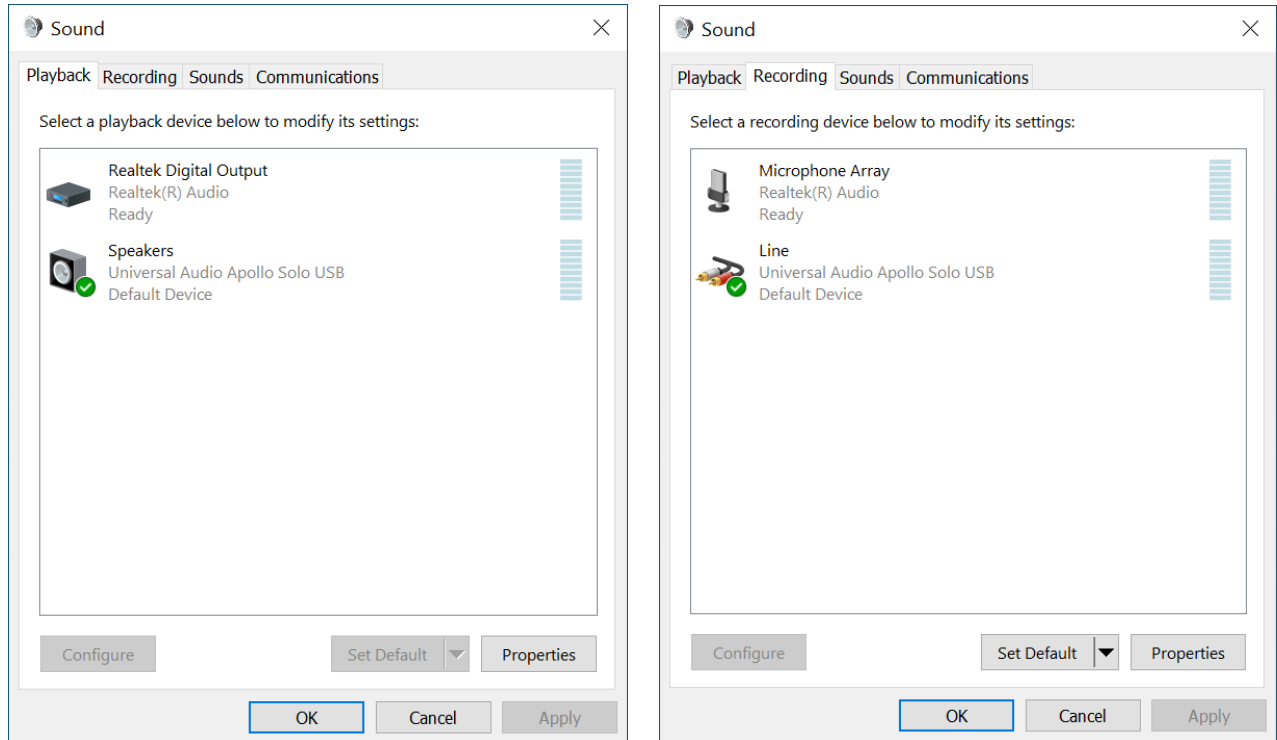 Sound
Playback Recording Sounds Communications
Select a playback device below to modify its settings:
Realtek Digital Output
Realtek(R) Audio
Ready
Speakers
Universal Audio Apollo Solo USB
Default Device
Configure Set Default Properties
OK Cancel Apply
Sound
Playback Recording Sounds Communications
Select a recording device below to modify its settings:
Microphone Array
Realtek(R) Audio
Ready
Line
Universal Audio Apollo Solo USB
Default Device
Configure Set Default Properties
OK Cancel Apply